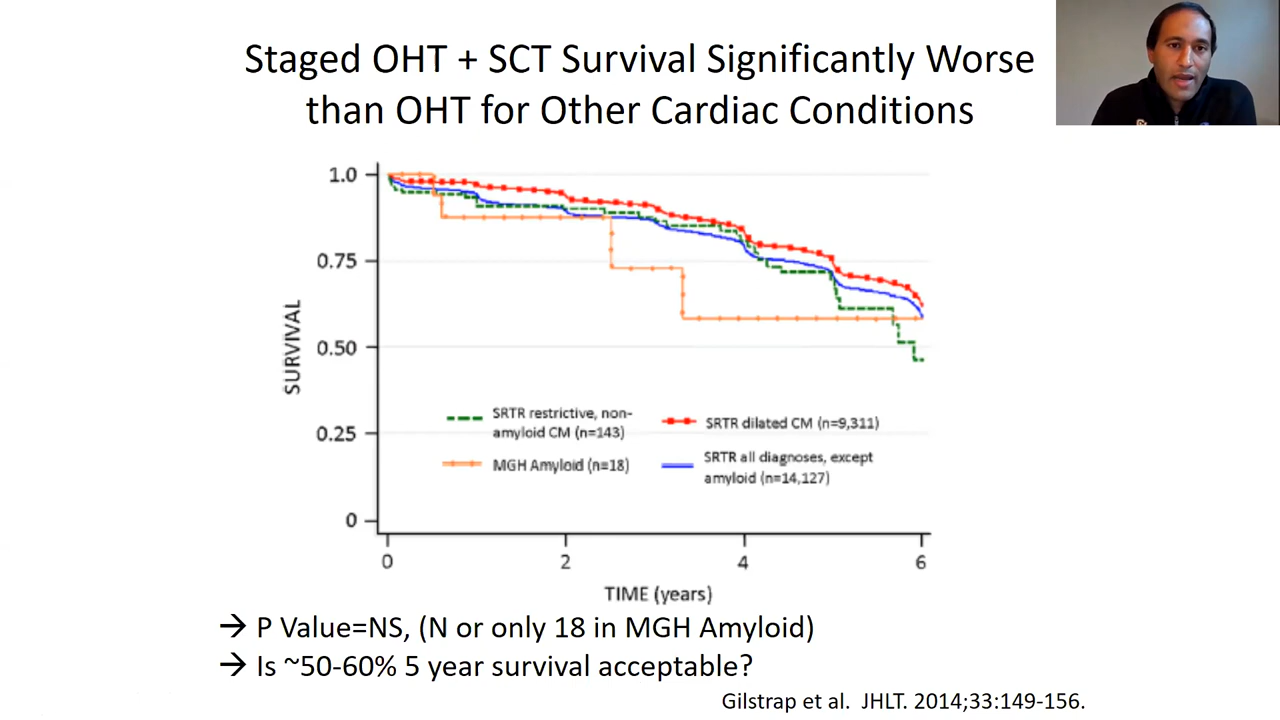 Staged OHT + SCT Survival Significantly Worse
than OHT for Other Cardiac Conditions
1.0
0.75
0.50
0.25
0
SURVIVAL
SRTR restrictive, non-
amyloid CM (n=143)
SRTR dilated CM (n=9,311)
MGH Amyloid (n=18)
SRTR all diagnoses, except
amyloid (n=14,127)
0 2 4 6
TIME (years)
→ P Value=NS, (N or only 18 in MGH Amyloid)
→ Is ~50-60% 5 year survival acceptable?
Gilstrap et al. JHLT. 2014;33:149-156.